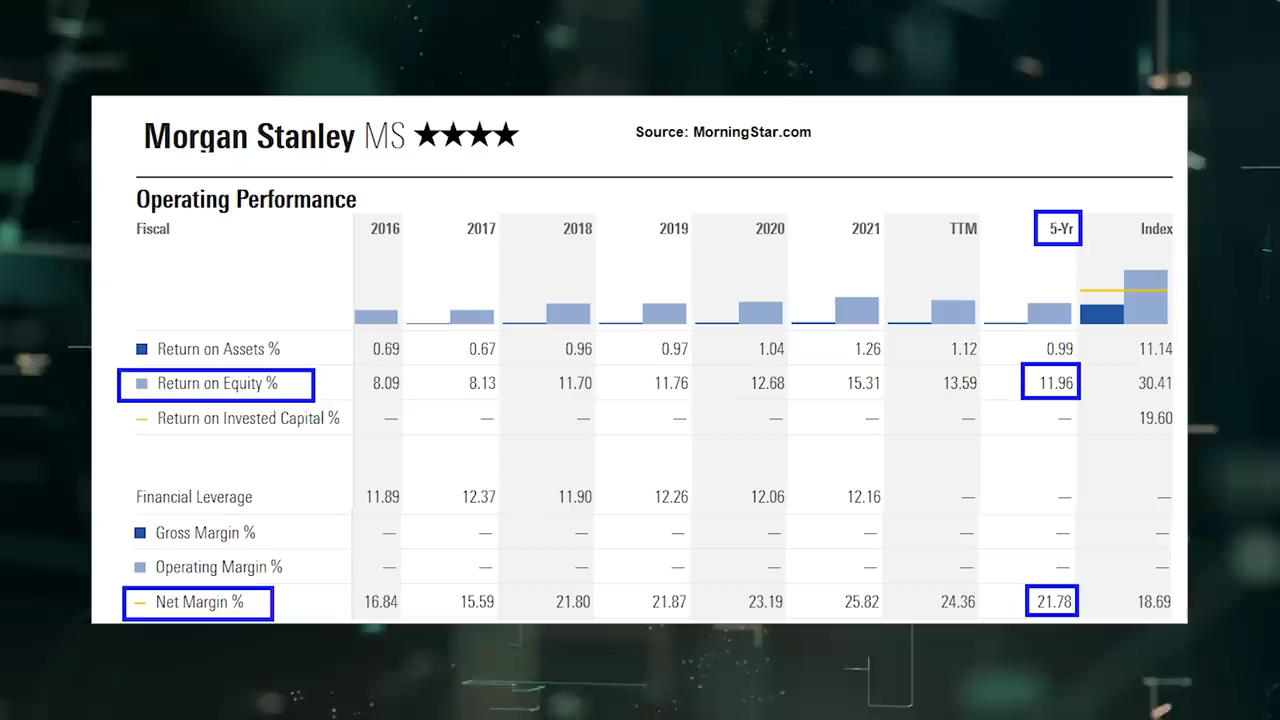 Morgan Stanley MS ★★★★ Source: MorningStar.com
Operating Performance
Fiscal 2016 2017 2018 2019 2020 2021 TTM 5-Yr Index
Return on Assets % 0.69 0.67 0.96 0.97 1.04 1.26 1.12 0.99 11.14
Return on Equity % 8.09 8.13 11.70 11.76 12.68 15.31 13.59 11.96 30.41
Return on Invested Capital % — — — — — — — — 19.60
Financial Leverage 11.89 12.37 11.90 12.26 12.06 12.16 — — —
Gross Margin % — — — — — — — — —
Operating Margin % — — — — — — — — —
Net Margin % 16.84 15.59 21.80 21.87 23.19 25.82 24.36 21.78 18.69